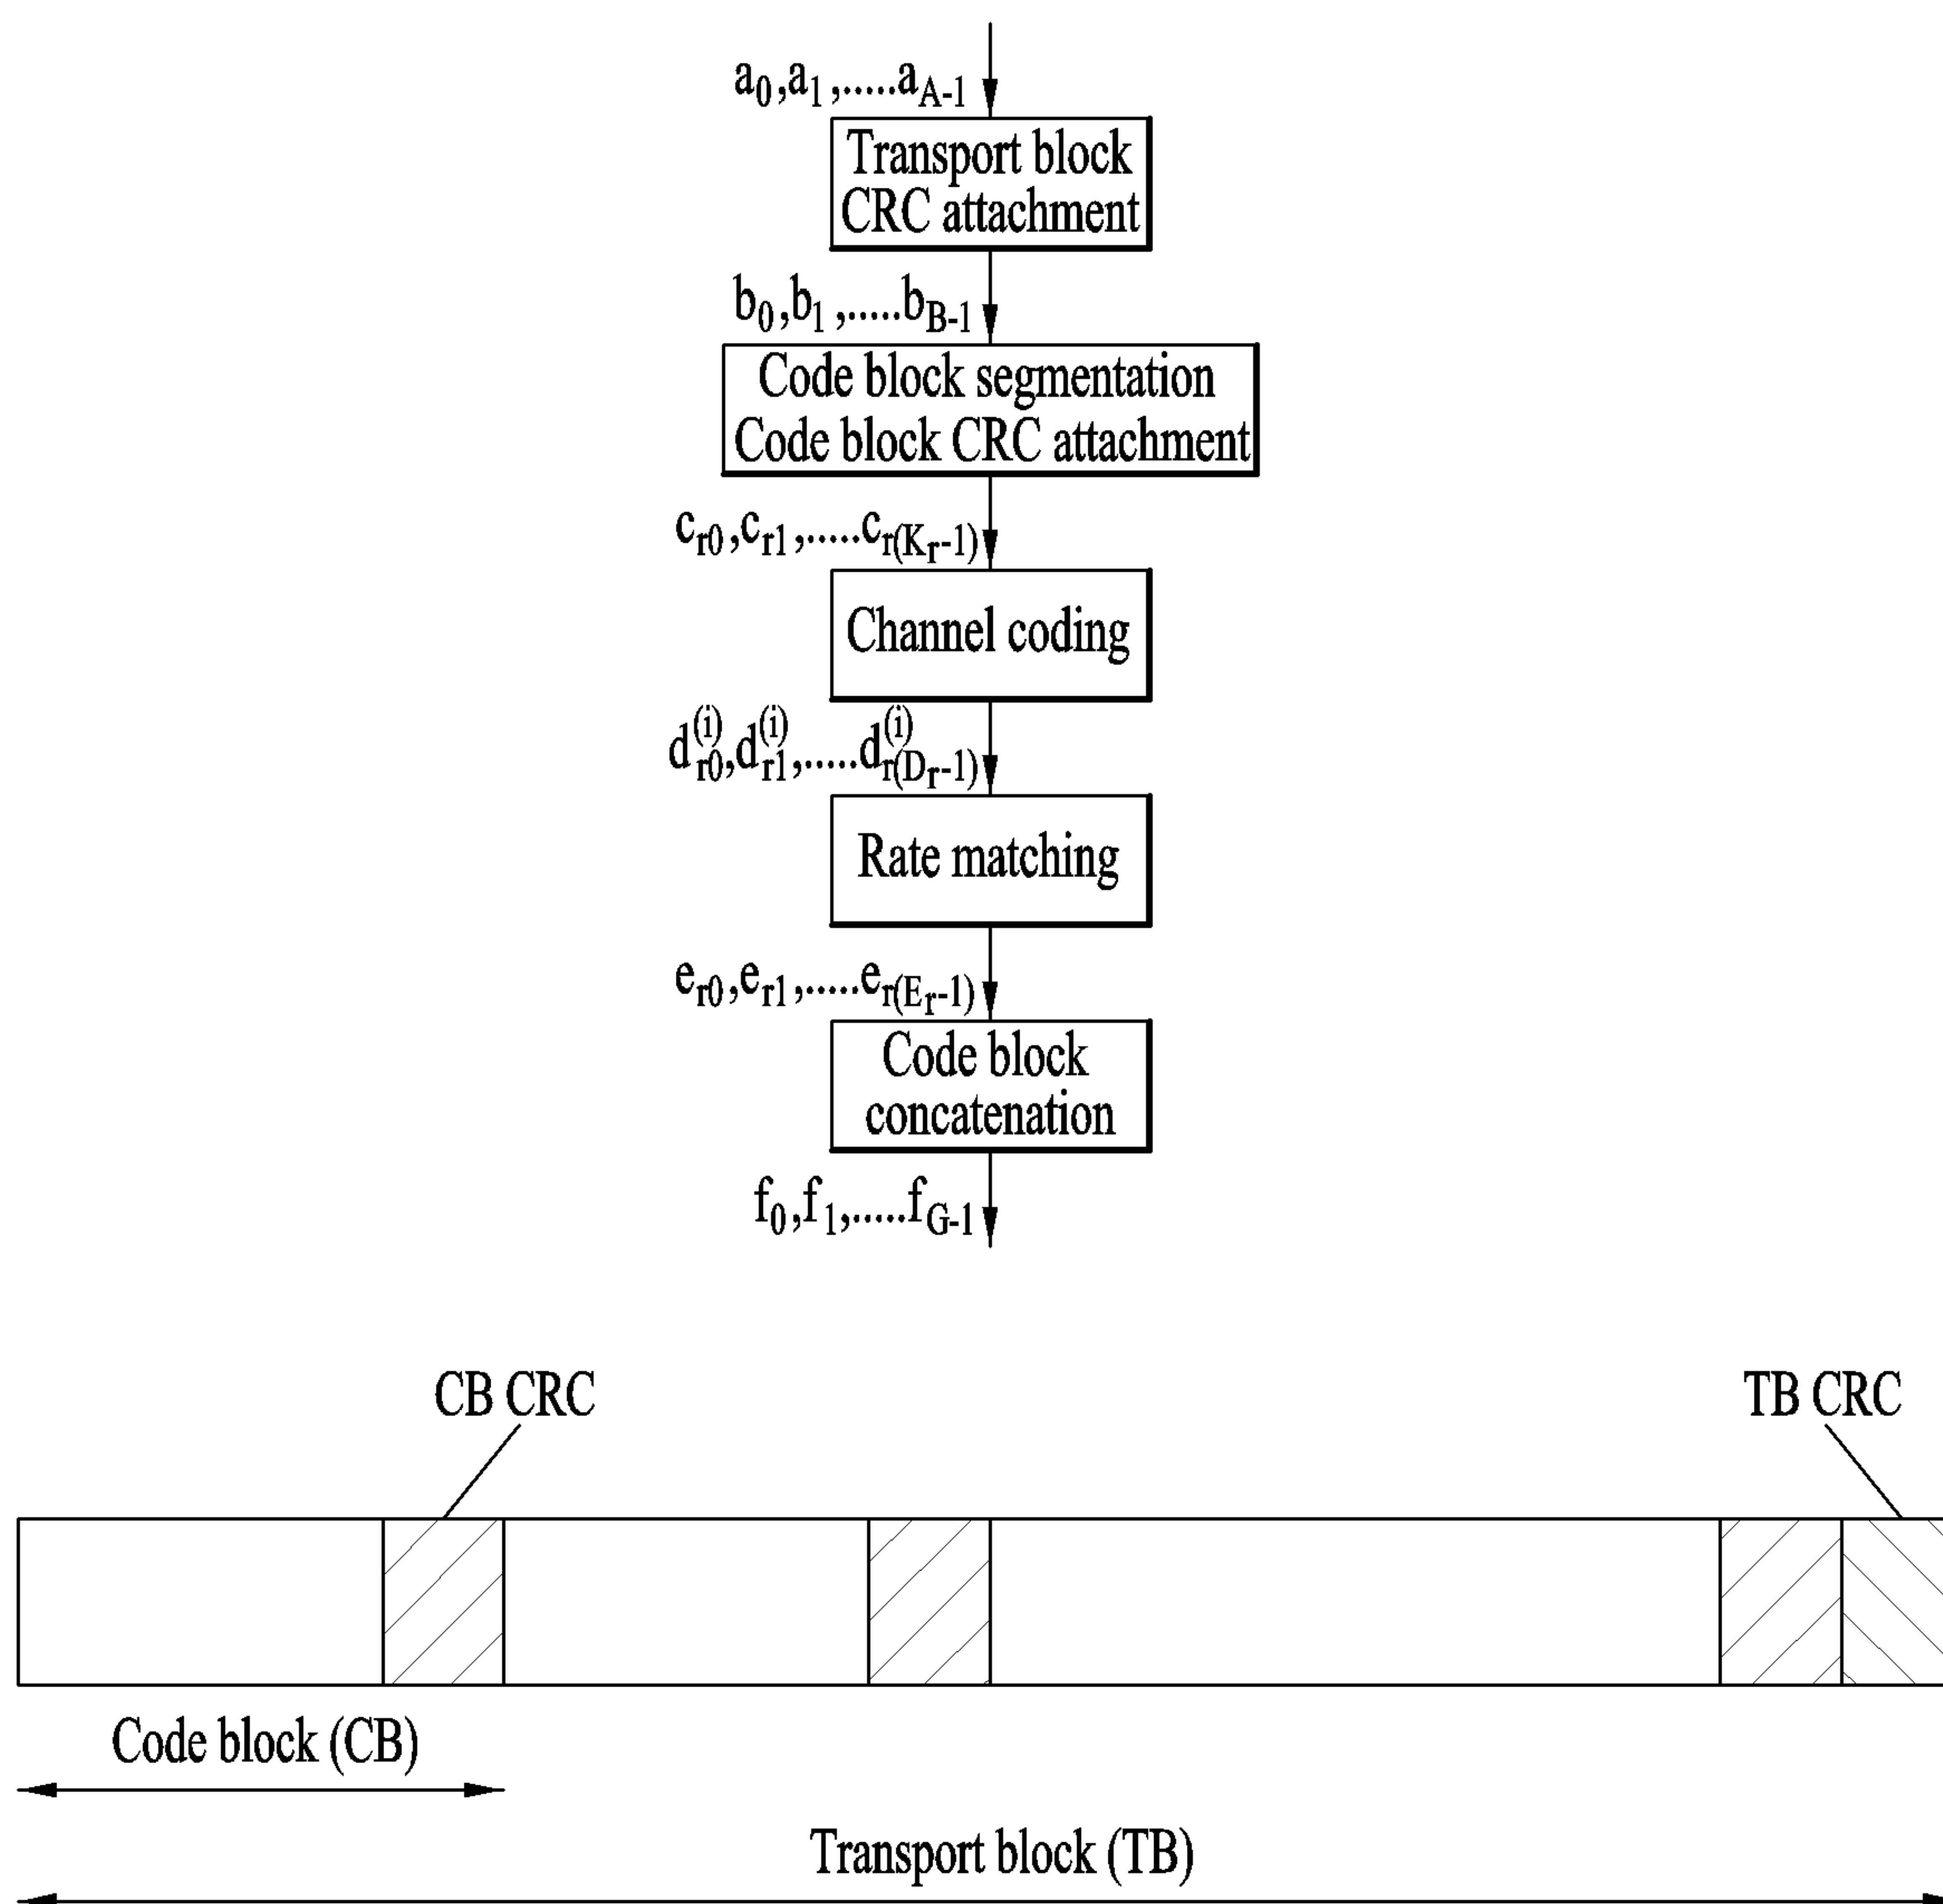 a0,a1,.....aA-1
Transport block
CRC attachment
b0,b1,.....bB-1
Code block segmentation
Code block CRC attachment
cr0,cr1,.....cr(Kr-1)
Channel coding
d(i)r0,d(i)r1,.....d(i)r(Dr-1)
Rate matching
er0,er1,.....er(Er-1)
Code block
concatenation
f0,f1,.....fG-1
CB CRC
TB CRC
Code block (CB)
Transport block (TB)